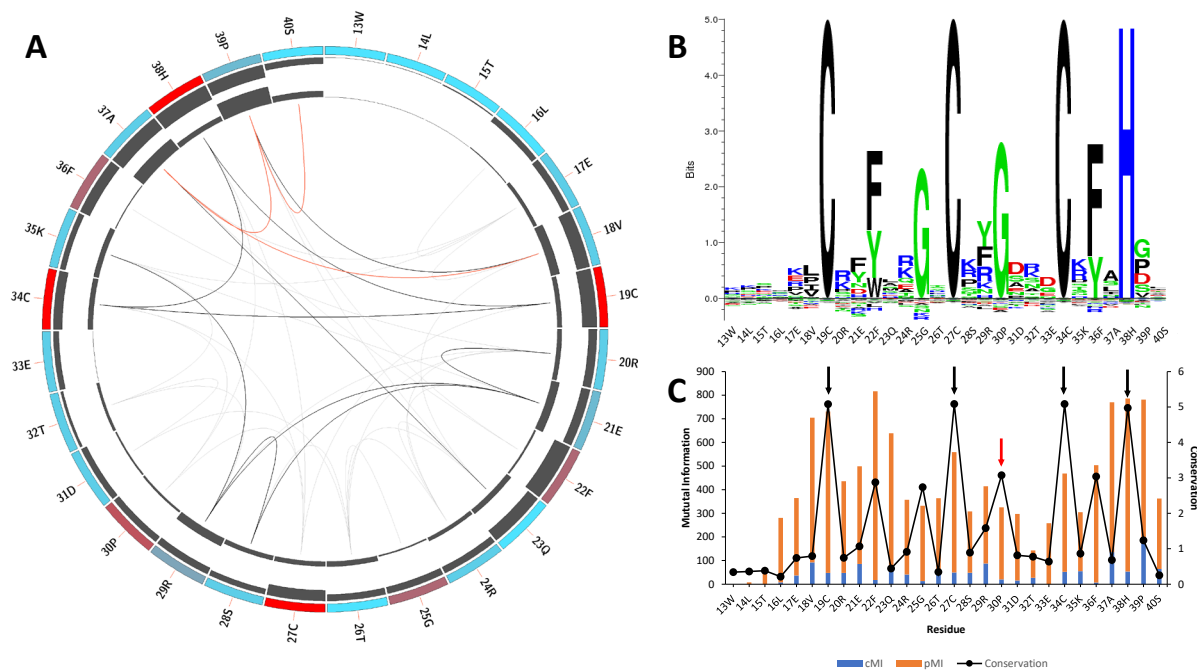 A
13W
14L
15T
16L
17E
18V
19C
20R
21E
22F
23Q
24R
25G
26T
27C
28S
29R
30P
31D
32T
33E
34C
35K
36F
37A
38H
39P
40S
B
5.0
4.0
3.0
2.0
1.0
0.0
Bits
C F Y W G C Y F G C F Y H G P D
13W 14L 15T 16L 17E 18V 19C 20R 21E 22F 23Q 24R 25G 26T 27C 28S 29R 30P 31D 32T 33E 34C 35K 36F 37A 38H 39P 40S
C
900
800
700
600
500
400
300
200
100
0
Mututal Information
6
5
4
3
2
1
0
Conservation
13W 14L 15T 16L 17E 18V 19C 20R 21E 22F 23Q 24R 25G 26T 27C 28S 29R 30P 31D 32T 33E 34C 35K 36F 37A 38H 39P 40S
Residue
cMI pMI Conservation